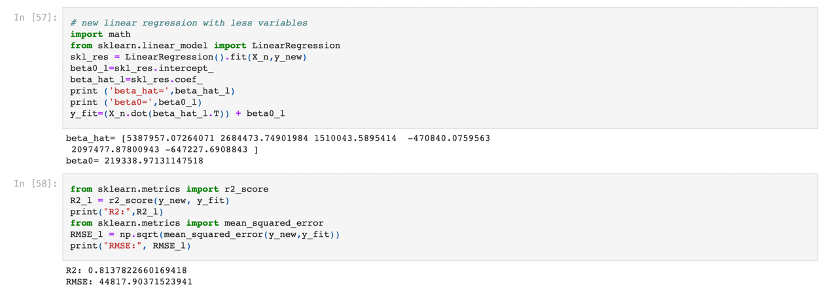 In [57]:
# new linear regression with less variables
import math
from sklearn.linear_model import LinearRegression
skl_res = LinearRegression().fit(X_n,y_new)
beta0_l=skl_res.intercept_
beta_hat_l=skl_res.coef_
print ('beta_hat=',beta_hat_l)
print ('beta0=',beta0_l)
y_fit=(X_n.dot(beta_hat_l.T)) + beta0_l
beta_hat= [5387957.07264071 2684473.74901984 1510043.5895414  -470840.0759563
 2097477.87800943 -647227.6908843 ]
beta0= 219338.97131147518
In [58]:
from sklearn.metrics import r2_score
R2_l = r2_score(y_new, y_fit)
print("R2:",R2_l)
from sklearn.metrics import mean_squared_error
RMSE_l = np.sqrt(mean_squared_error(y_new,y_fit))
print("RMSE:", RMSE_l)
R2: 0.8137822660169418
RMSE: 44817.90371523941